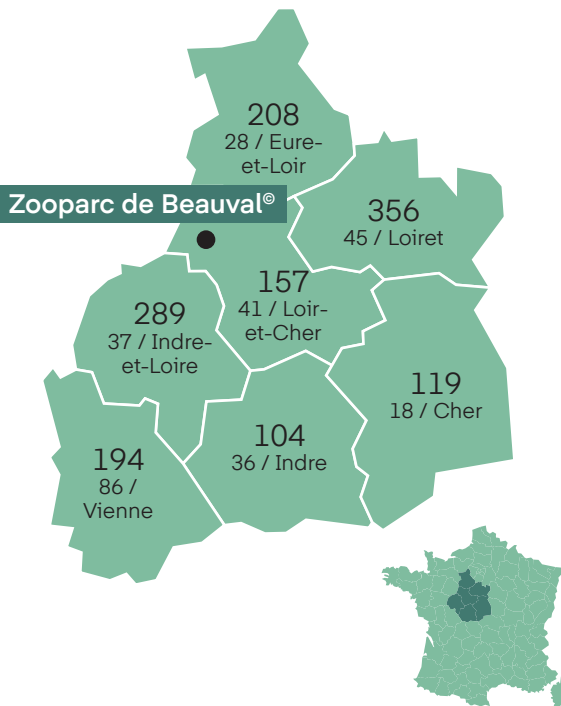 208
28 / Eure-
et-Loir
Zooparc de Beauval©
356
45 / Loiret
157
41 / Loir-
et-Cher
289
37 / Indre-
et-Loire
119
18 / Cher
104
36 / Indre
194
86 /
Vienne